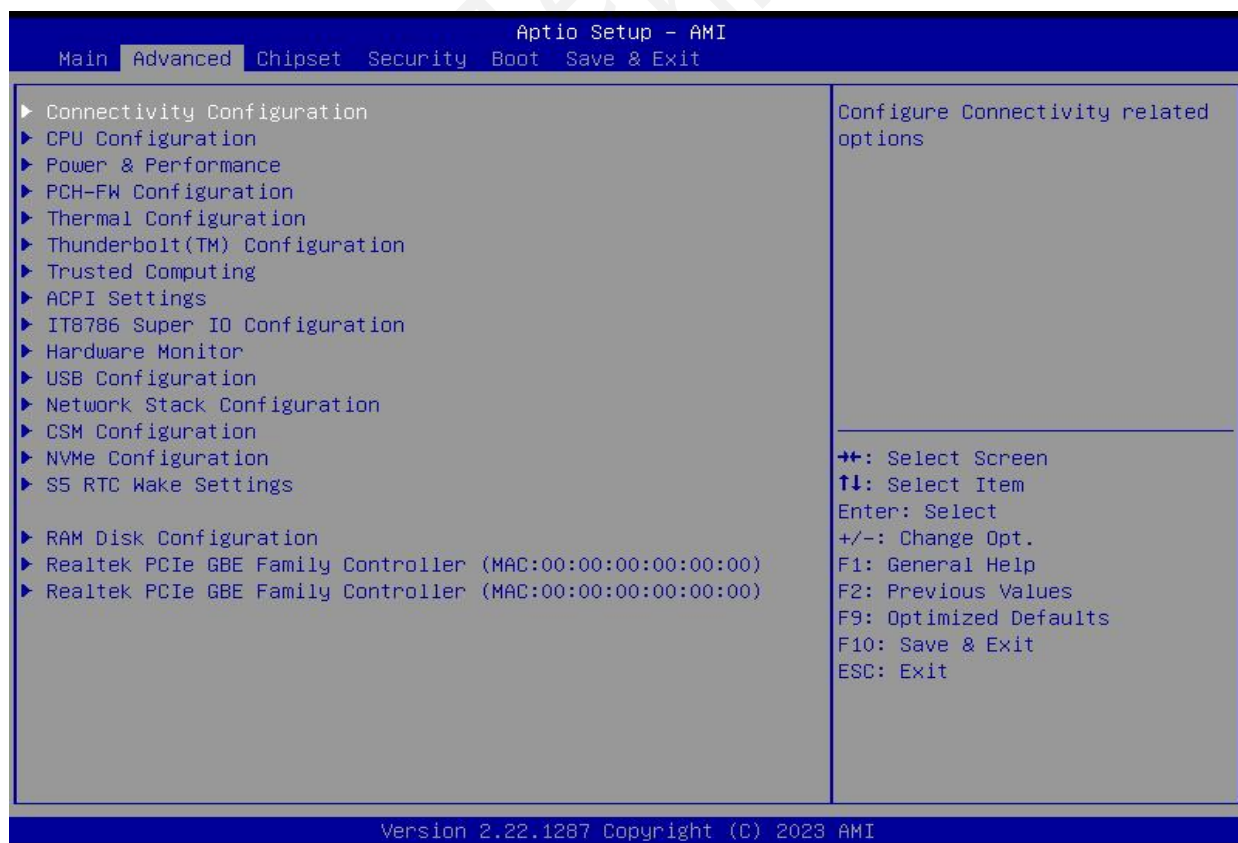 Aptio Setup – AMI
Main Advanced Chipset Security Boot Save & Exit
▶ Connectivity Configuration
▶ CPU Configuration
▶ Power & Performance
▶ PCH-FW Configuration
▶ Thermal Configuration
▶ Thunderbolt(TM) Configuration
▶ Trusted Computing
▶ ACPI Settings
▶ IT8786 Super IO Configuration
▶ Hardware Monitor
▶ USB Configuration
▶ Network Stack Configuration
▶ CSM Configuration
▶ NVMe Configuration
▶ S5 RTC Wake Settings
▶ RAM Disk Configuration
▶ Realtek PCIe GBE Family Controller (MAC:00:00:00:00:00:00)
▶ Realtek PCIe GBE Family Controller (MAC:00:00:00:00:00:00)
Configure Connectivity related
options
→←: Select Screen
↑↓: Select Item
Enter: Select
+/-: Change Opt.
F1: General Help
F2: Previous Values
F9: Optimized Defaults
F10: Save & Exit
ESC: Exit
Version 2.22.1287 Copyright (C) 2023 AMI